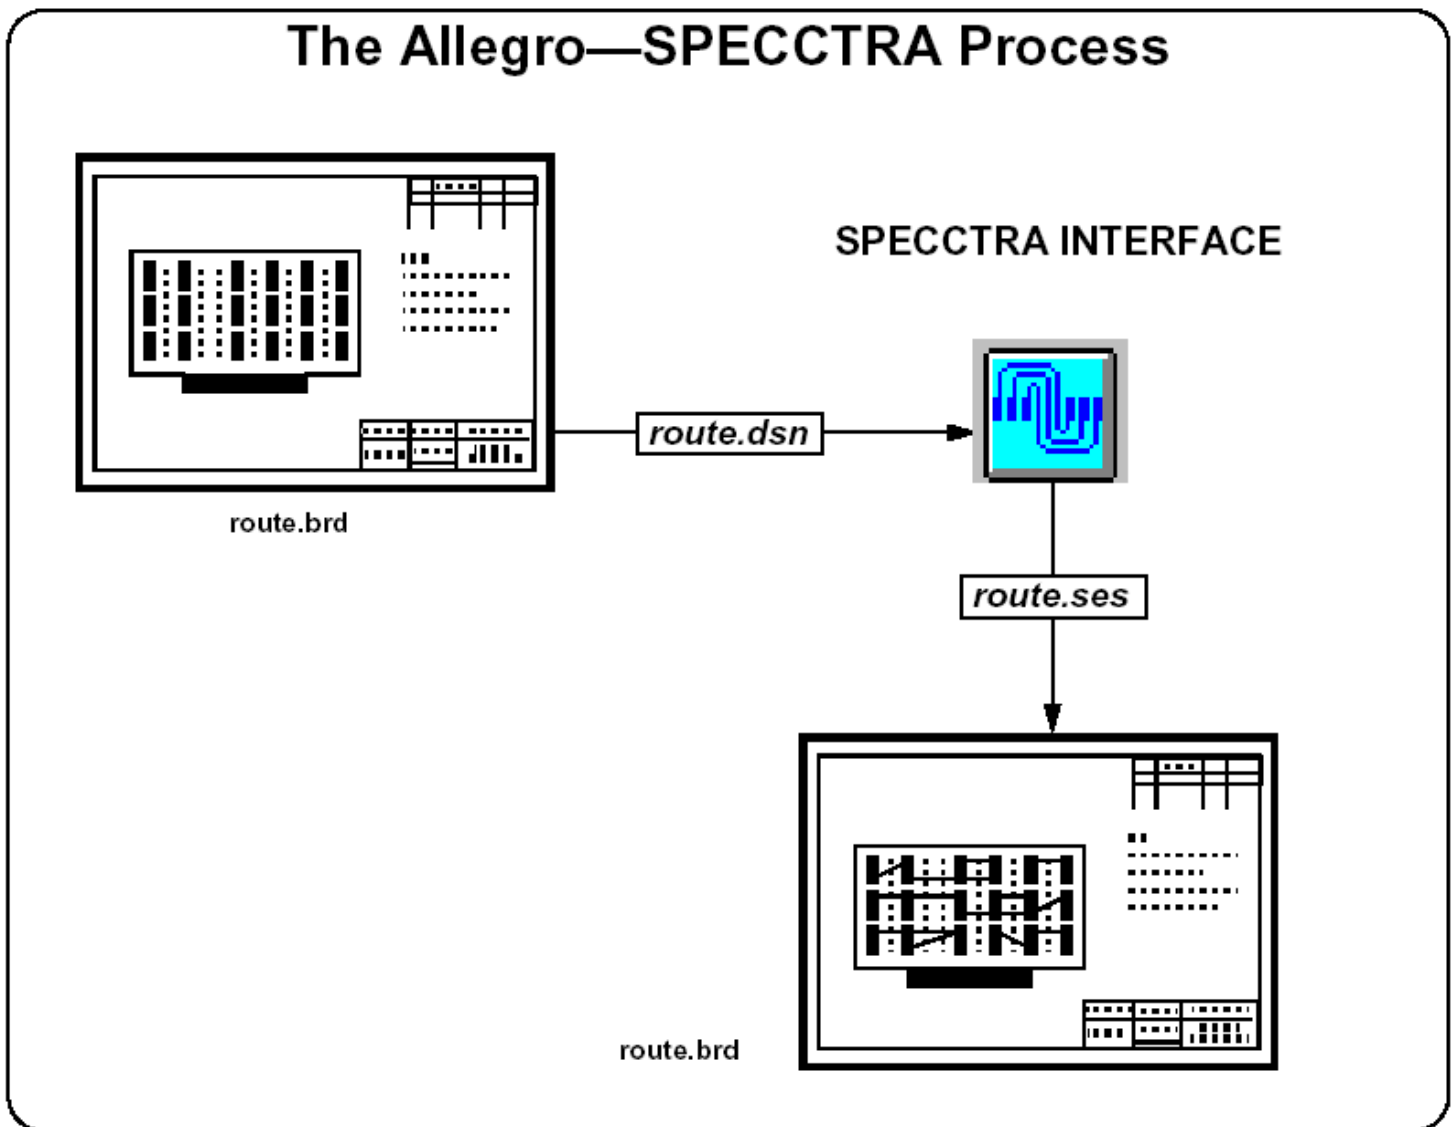 The Allegro—SPECCTRA Process
SPECCTRA INTERFACE
route.dsn
route.brd
route.ses
route.brd